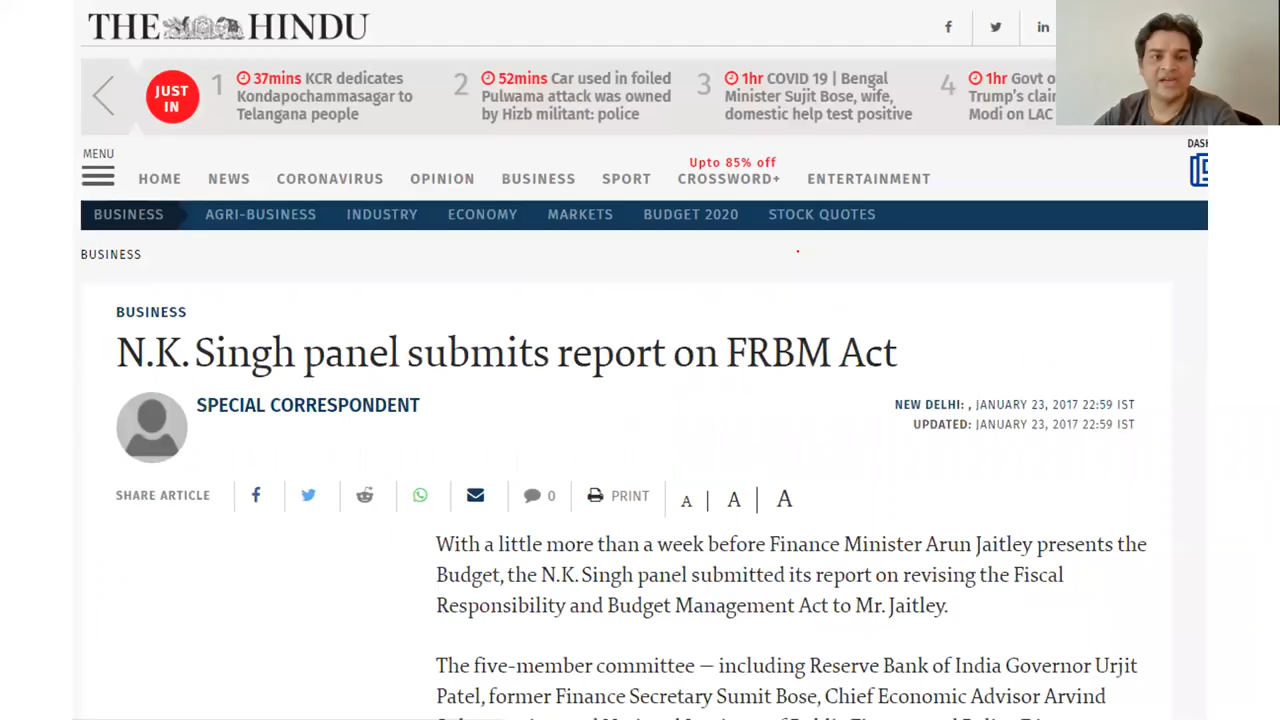 THE HINDU
JUST IN
1 37mins KCR dedicates Kondapochammasagar to Telangana people
2 52mins Car used in foiled Pulwama attack was owned by Hizb militant: police
3 1hr COVID 19 | Bengal Minister Sujit Bose, wife, domestic help test positive
4 1hr Govt o
Trump's clai
Modi on LAC
MENU
HOME NEWS CORONAVIRUS OPINION BUSINESS SPORT CROSSWORD+ ENTERTAINMENT
Upto 85% off
DASH
BUSINESS AGRI-BUSINESS INDUSTRY ECONOMY MARKETS BUDGET 2020 STOCK QUOTES
BUSINESS
BUSINESS
N.K. Singh panel submits report on FRBM Act
SPECIAL CORRESPONDENT
NEW DELHI: , JANUARY 23, 2017 22:59 IST
UPDATED: JANUARY 23, 2017 22:59 IST
SHARE ARTICLE 0 PRINT A | A | A
With a little more than a week before Finance Minister Arun Jaitley presents the
Budget, the N.K. Singh panel submitted its report on revising the Fiscal
Responsibility and Budget Management Act to Mr. Jaitley.
The five-member committee — including Reserve Bank of India Governor Urjit
Patel, former Finance Secretary Sumit Bose, Chief Economic Advisor Arvind